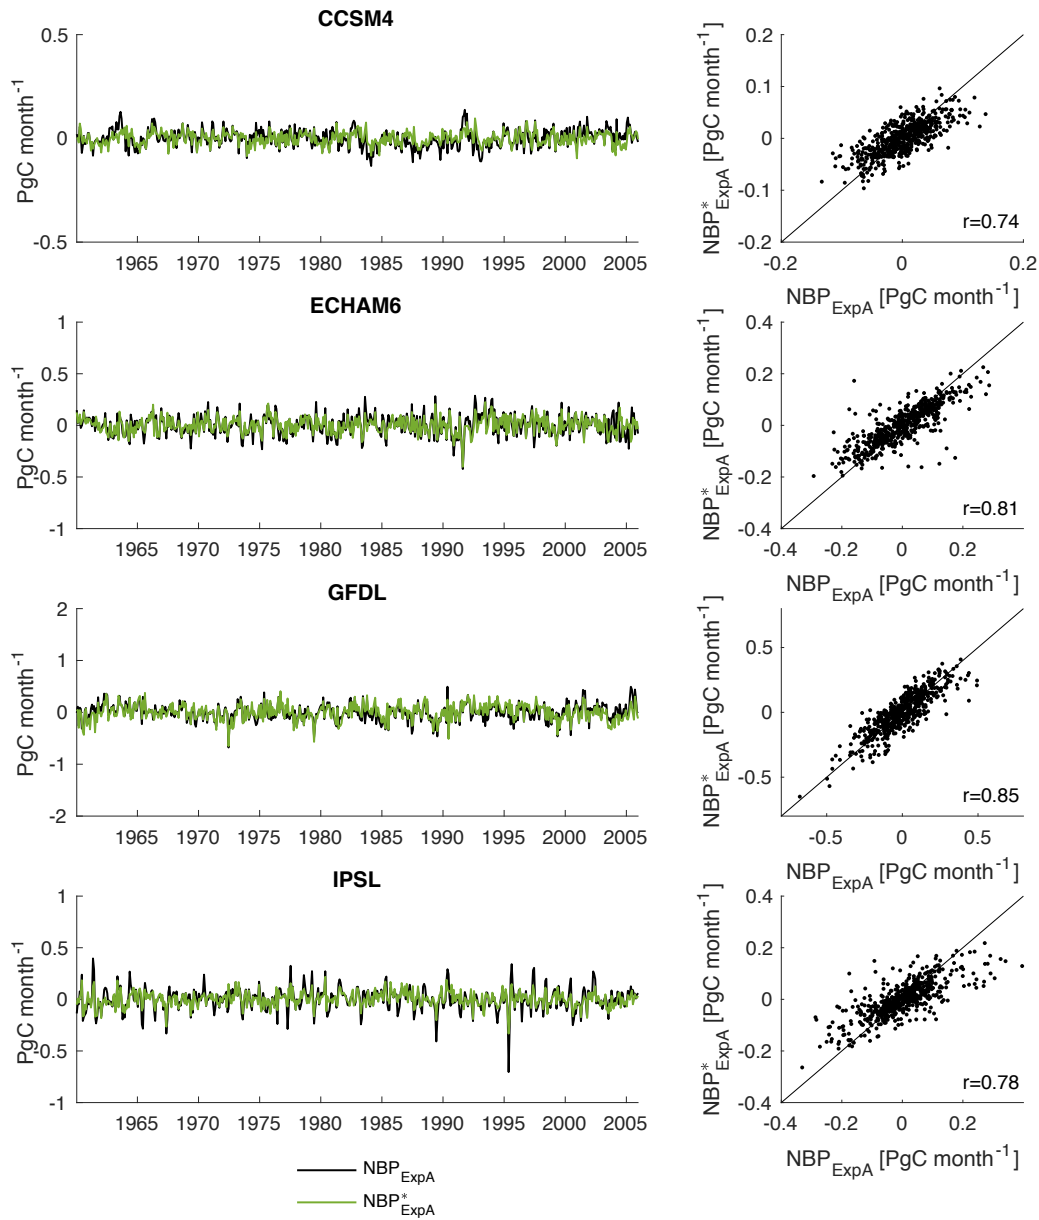 CCSM4
PgC month-1
0.5
0
-0.5
1965 1970 1975 1980 1985 1990 1995 2000 2005
NBP*ExpA [PgC month-1]
0.2
0.1
0
-0.1
-0.2
r=0.74
-0.2 0 0.2
NBPExpA [PgC month-1]
ECHAM6
PgC month-1
1
0.5
0
-0.5
-1
1965 1970 1975 1980 1985 1990 1995 2000 2005
NBP*ExpA [PgC month-1]
0.4
0.2
0
-0.2
-0.4
r=0.81
-0.4 -0.2 0 0.2
NBPExpA [PgC month-1]
GFDL
PgC month-1
2
1
0
-1
-2
1965 1970 1975 1980 1985 1990 1995 2000 2005
NBP*ExpA [PgC month-1]
0.5
0
-0.5
r=0.85
-0.5 0 0.5
NBPExpA [PgC month-1]
IPSL
PgC month-1
1
0.5
0
-0.5
-1
1965 1970 1975 1980 1985 1990 1995 2000 2005
NBP*ExpA [PgC month-1]
0.4
0.2
0
-0.2
-0.4
r=0.78
-0.4 -0.2 0 0.2
NBPExpA [PgC month-1]
NBPExpA
NBP*ExpA